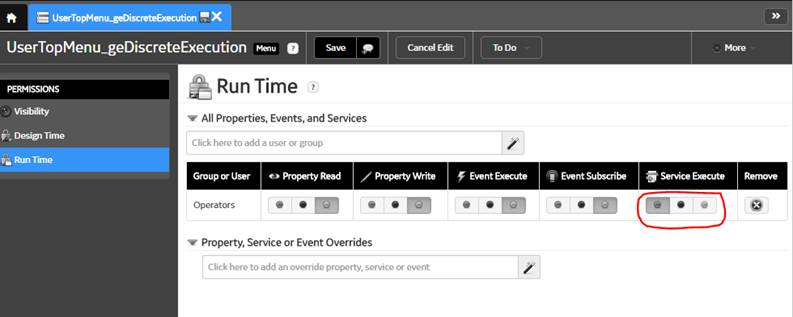 UserTopMenu_geDiscreteExecution
UserTopMenu_geDiscreteExecution Menu ? Save Cancel Edit To Do More
PERMISSIONS
Visibility
Design Time
Run Time
Run Time ?
All Properties, Events, and Services
Click here to add a user or group
Group or User Property Read Property Write Event Execute Event Subscribe Service Execute Remove
Operators
Property, Service or Event Overrides
Click here to add an override property, service or event